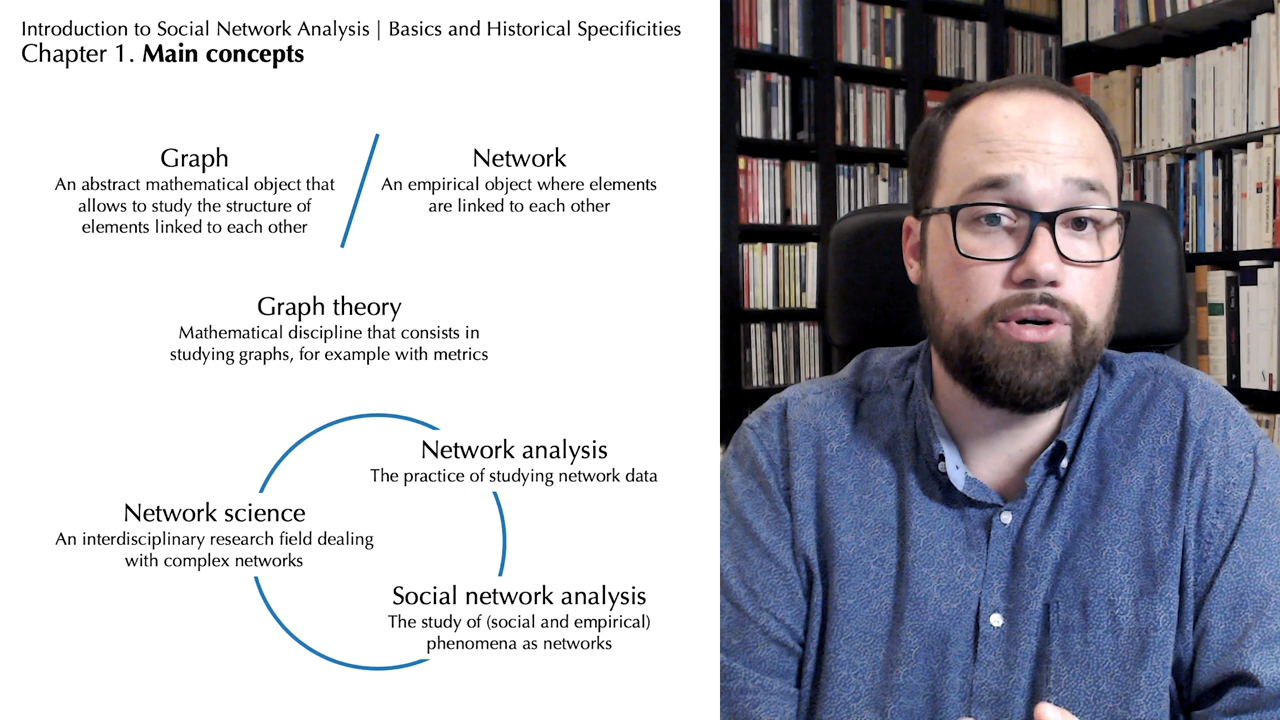 Introduction to Social Network Analysis | Basics and Historical Specificities
Chapter 1. Main concepts
Graph
An abstract mathematical object that
allows to study the structure of
elements linked to each other
Network
An empirical object where elements
are linked to each other
Graph theory
Mathematical discipline that consists in
studying graphs, for example with metrics
Network analysis
The practice of studying network data
Network science
An interdisciplinary research field dealing
with complex networks
Social network analysis
The study of (social and empirical)
phenomena as networks